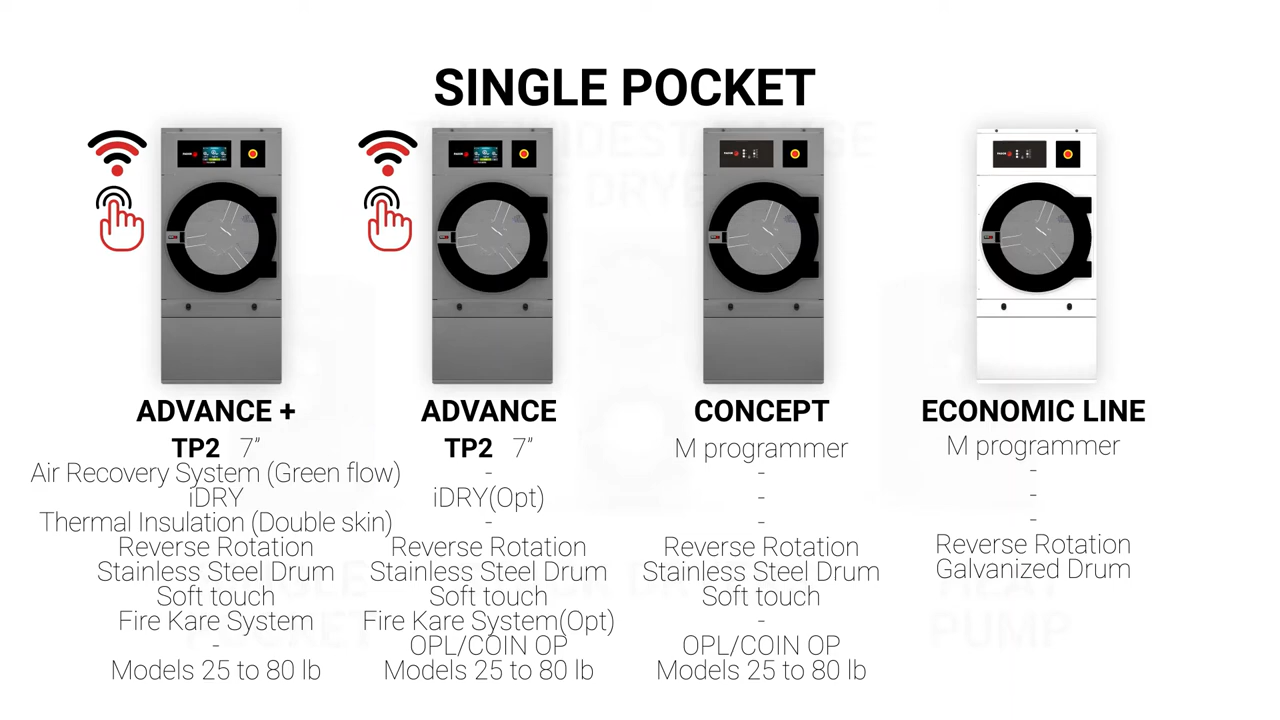 SINGLE POCKET
ADVANCE +
TP2 7”
Air Recovery System (Green flow)
iDRY
Thermal Insulation (Double skin)
Reverse Rotation
Stainless Steel Drum
Soft touch
Fire Kare System
-
Models 25 to 80 lb
ADVANCE
TP2 7”
-
iDRY(Opt)
-
Reverse Rotation
Stainless Steel Drum
Soft touch
Fire Kare System(Opt)
OPL/COIN OP
Models 25 to 80 lb
CONCEPT
M programmer
-
-
-
Reverse Rotation
Stainless Steel Drum
Soft touch
-
OPL/COIN OP
Models 25 to 80 lb
ECONOMIC LINE
M programmer
-
-
-
Reverse Rotation
Galvanized Drum
HEAT
PUMP